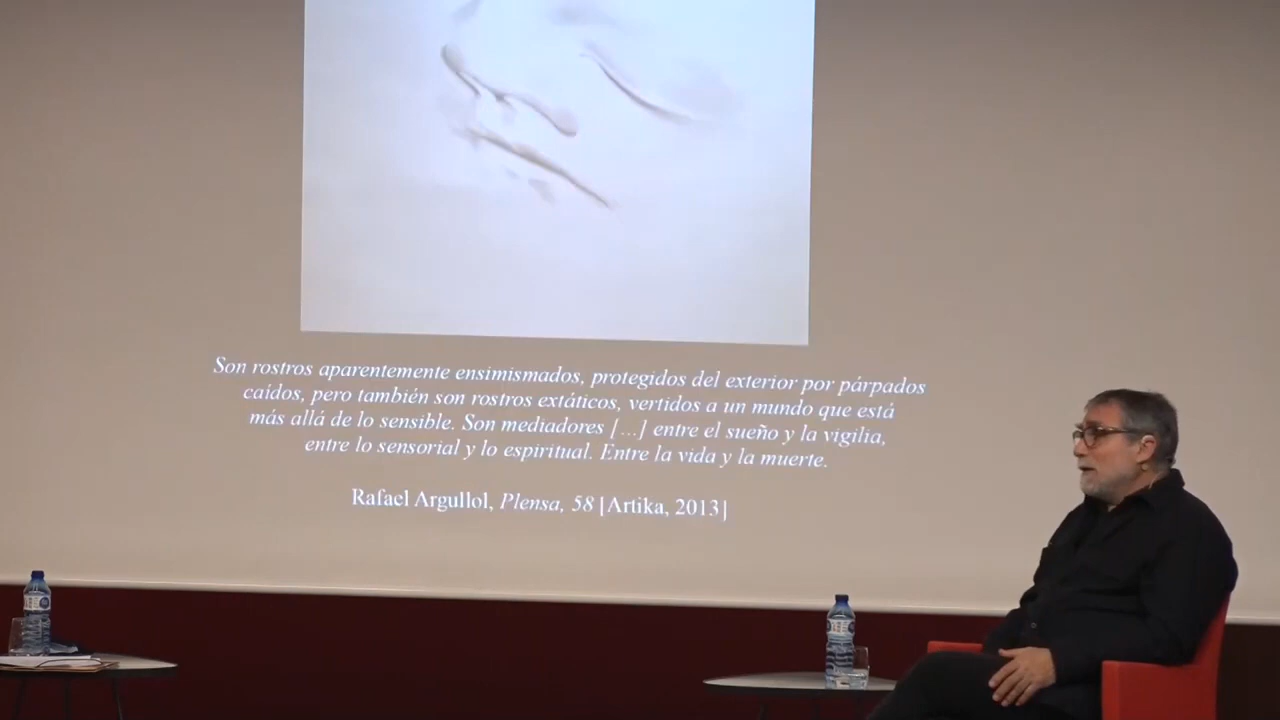 Son rostros aparentemente ensimismados, protegidos del exterior por párpados
caídos, pero también son rostros extáticos, vertidos a un mundo que está
más allá de lo sensible. Son mediadores [...] entre el sueño y la vigilia,
entre lo sensorial y lo espiritual. Entre la vida y la muerte.
Rafael Argullol, Plensa, 58 [Artika, 2013]